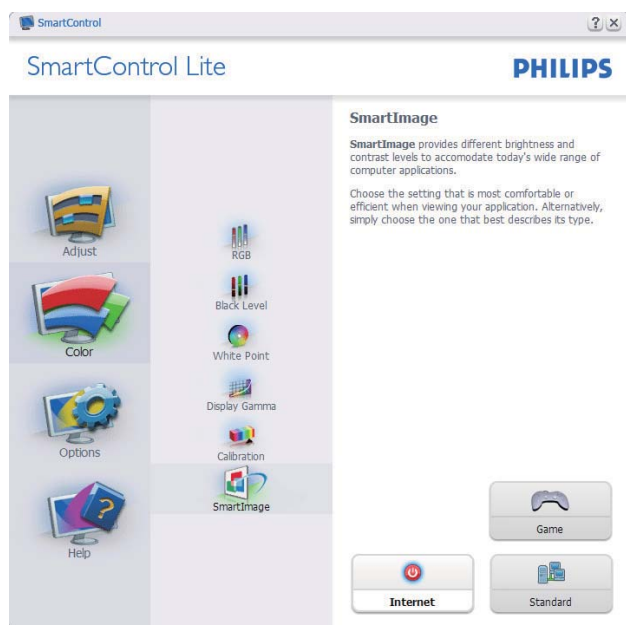 SmartControl
SmartControl Lite
PHILIPS
Adjust
Color
Options
Help
RGB
Black Level
White Point
Display Gamma
Calibration
SmartImage
SmartImage
SmartImage provides different brightness and
contrast levels to accomodate today's wide range of
computer applications.
Choose the setting that is most comfortable or
efficient when viewing your application. Alternatively,
simply choose the one that best describes its type.
Game
Internet
Standard